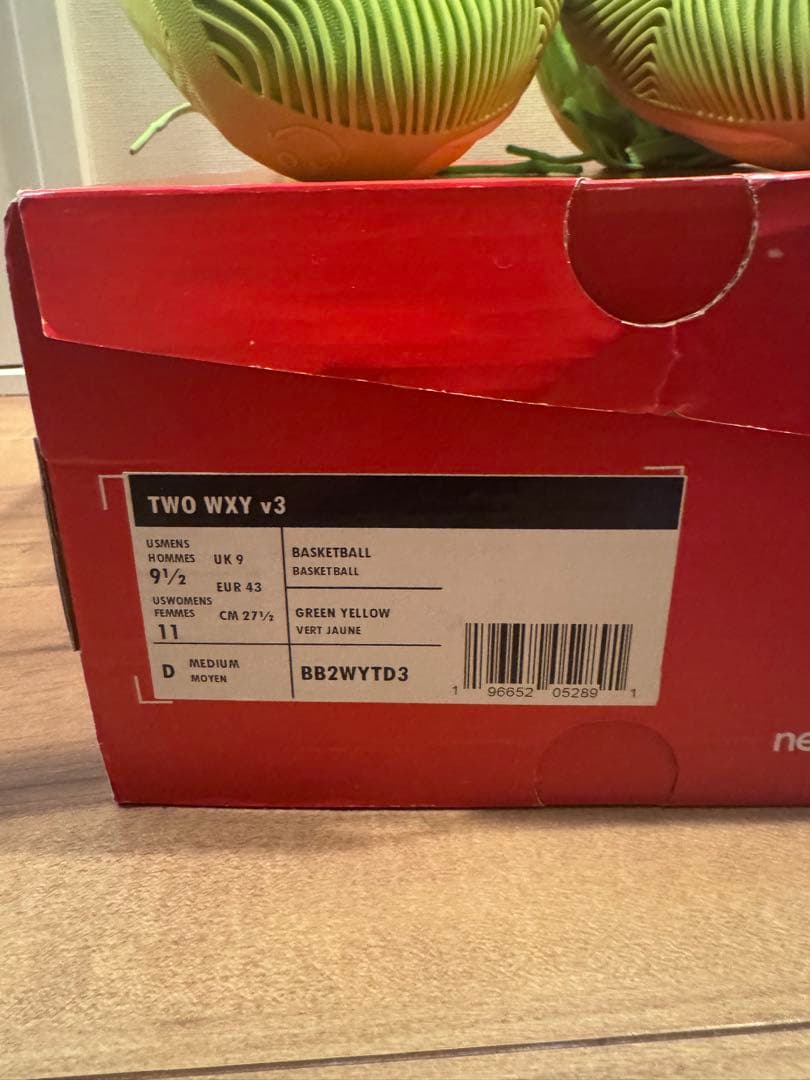 TWO WXY v3
USMENS
HOMMES
9½
UK 9
EUR 43
USWOMENS
FEMMES
11
CM 27½
D
MEDIUM
MOYEN
BASKETBALL
BASKETBALL
GREEN YELLOW
VERT JAUNE
BB2WYTD3
1 96652 05289 1
ne